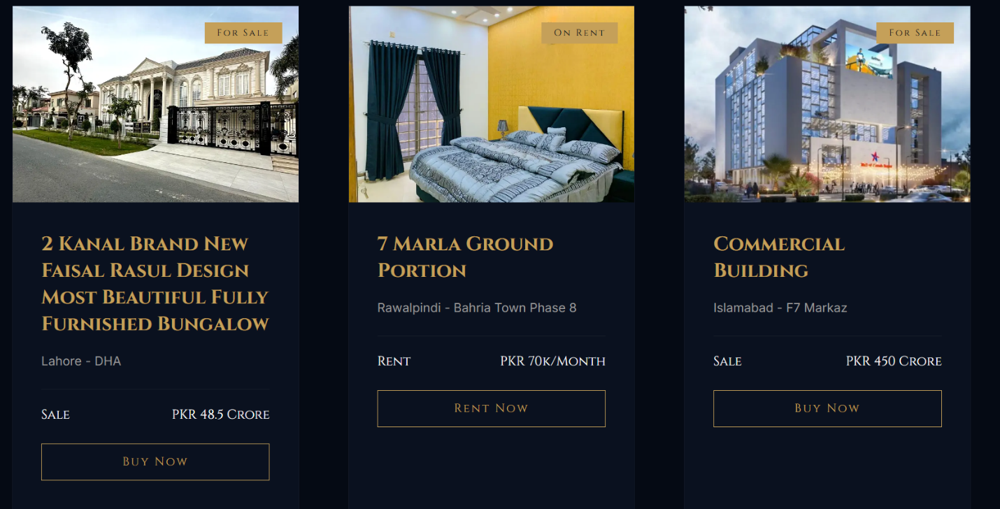 For Sale
2 Kanal Brand New
Faisal Rasul Design
Most Beautiful Fully
Furnished Bungalow
Lahore - DHA
Sale PKR 48.5 Crore
Buy Now
On Rent
7 Marla Ground
Portion
Rawalpindi - Bahria Town Phase 8
Rent PKR 70k/Month
Rent Now
For Sale
Commercial
Building
Islamabad - F7 Markaz
Sale PKR 450 Crore
Buy Now